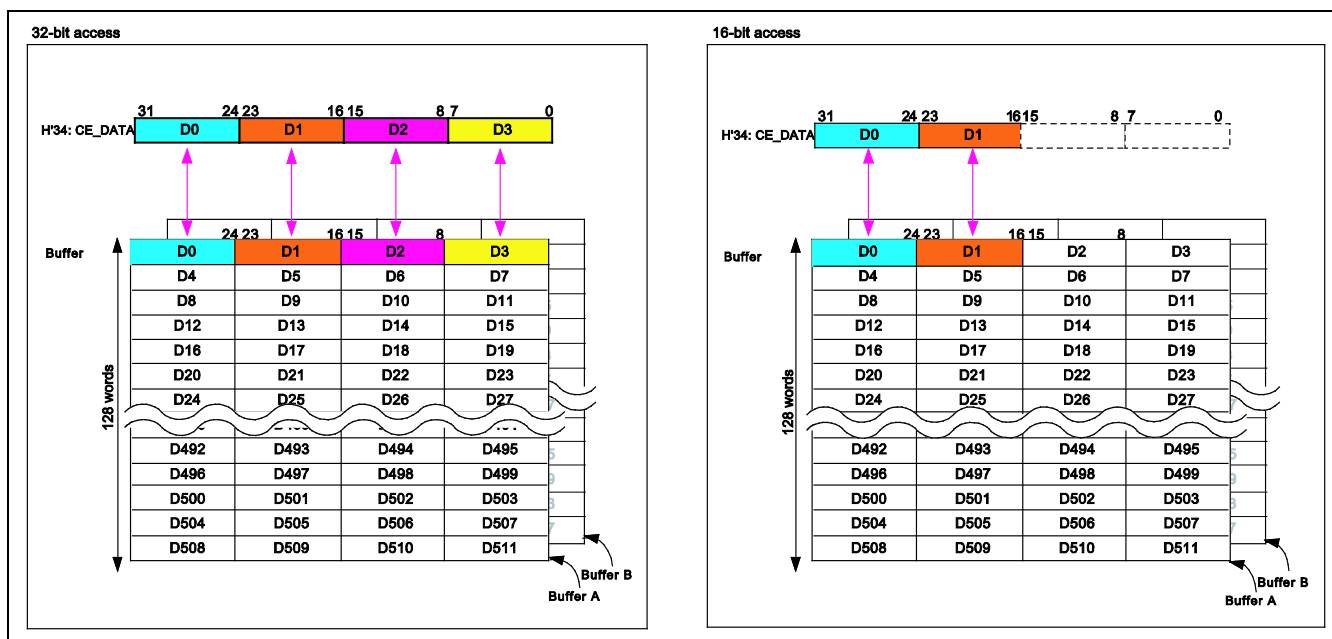 32-bit access
31 24 23 16 15 8 7 0
H'34: CE_DATA D0 D1 D2 D3
24 23 16 15 8
Buffer D0 D1 D2 D3
D4 D5 D6 D7
D8 D9 D10 D11
D12 D13 D14 D15
D16 D17 D18 D19
D20 D21 D22 D23
D24 D25 D26 D27
128 words
D492 D493 D494 D495
D496 D497 D498 D499
D500 D501 D502 D503
D504 D505 D506 D507
D508 D509 D510 D511
Buffer B
Buffer A
16-bit access
31 24 23 16 15 8 7 0
H'34: CE_DATA D0 D1
24 23 16 15 8
Buffer D0 D1 D2 D3
D4 D5 D6 D7
D8 D9 D10 D11
D12 D13 D14 D15
D16 D17 D18 D19
D20 D21 D22 D23
D24 D25 D26 D27
128 words
D492 D493 D494 D495
D496 D497 D498 D499
D500 D501 D502 D503
D504 D505 D506 D507
D508 D509 D510 D511
Buffer B
Buffer A